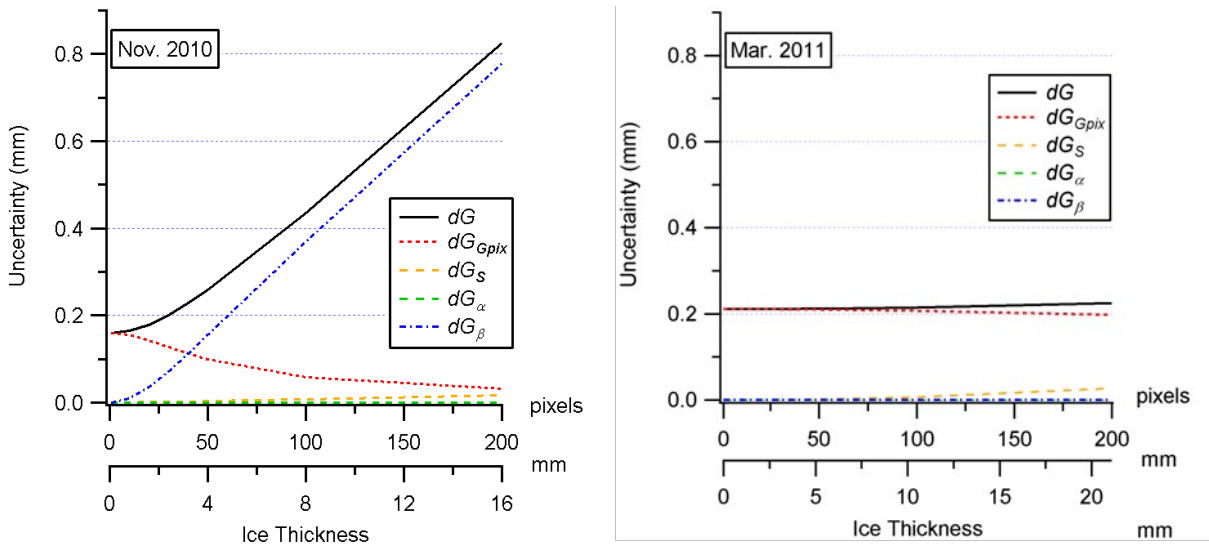 Nov. 2010
Uncertainty (mm)
0.8
0.6
0.4
0.2
0.0
dG
dG_Gpix
dG_S
dG_α
dG_β
pixels
0 50 100 150 200
mm
0 4 8 12 16
Ice Thickness
Mar. 2011
Uncertainty (mm)
0.8
0.6
0.4
0.2
0.0
dG
dG_Gpix
dG_S
dG_α
dG_β
pixels
0 50 100 150 200
mm
0 5 10 15 20
Ice Thickness mm